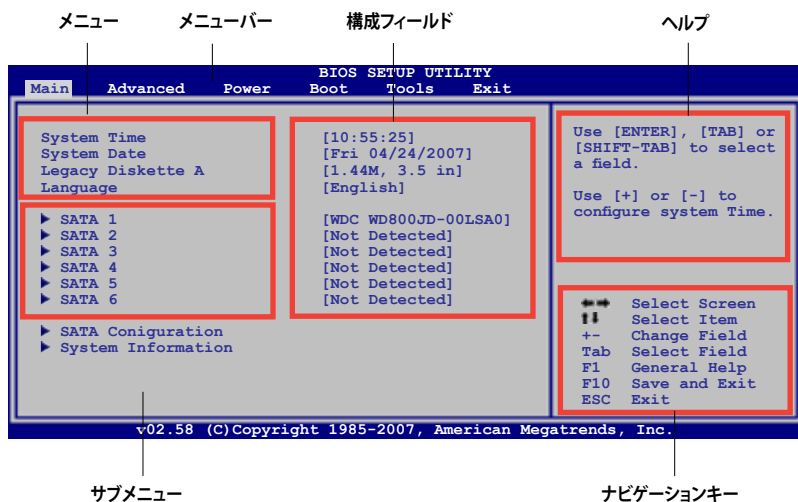 メニュー メニューバー 構成フィールド ヘルプ
BIOS SETUP UTILITY
Main Advanced Power Boot Tools Exit
System Time [10:55:25]
System Date [Fri 04/24/2007]
Legacy Diskette A [1.44M, 3.5 in]
Language [English]
SATA 1 [WDC WD800JD-00LSA0]
SATA 2 [Not Detected]
SATA 3 [Not Detected]
SATA 4 [Not Detected]
SATA 5 [Not Detected]
SATA 6 [Not Detected]
SATA Coniguration
System Information
Use [ENTER], [TAB] or
[SHIFT-TAB] to select
a field.
Use [+] or [-] to
configure system Time.
←→ Select Screen
↑↓ Select Item
+- Change Field
Tab Select Field
F1 General Help
F10 Save and Exit
ESC Exit
v02.58 (C)Copyright 1985-2007, American Megatrends, Inc.
サブメニュー ナビゲーションキー